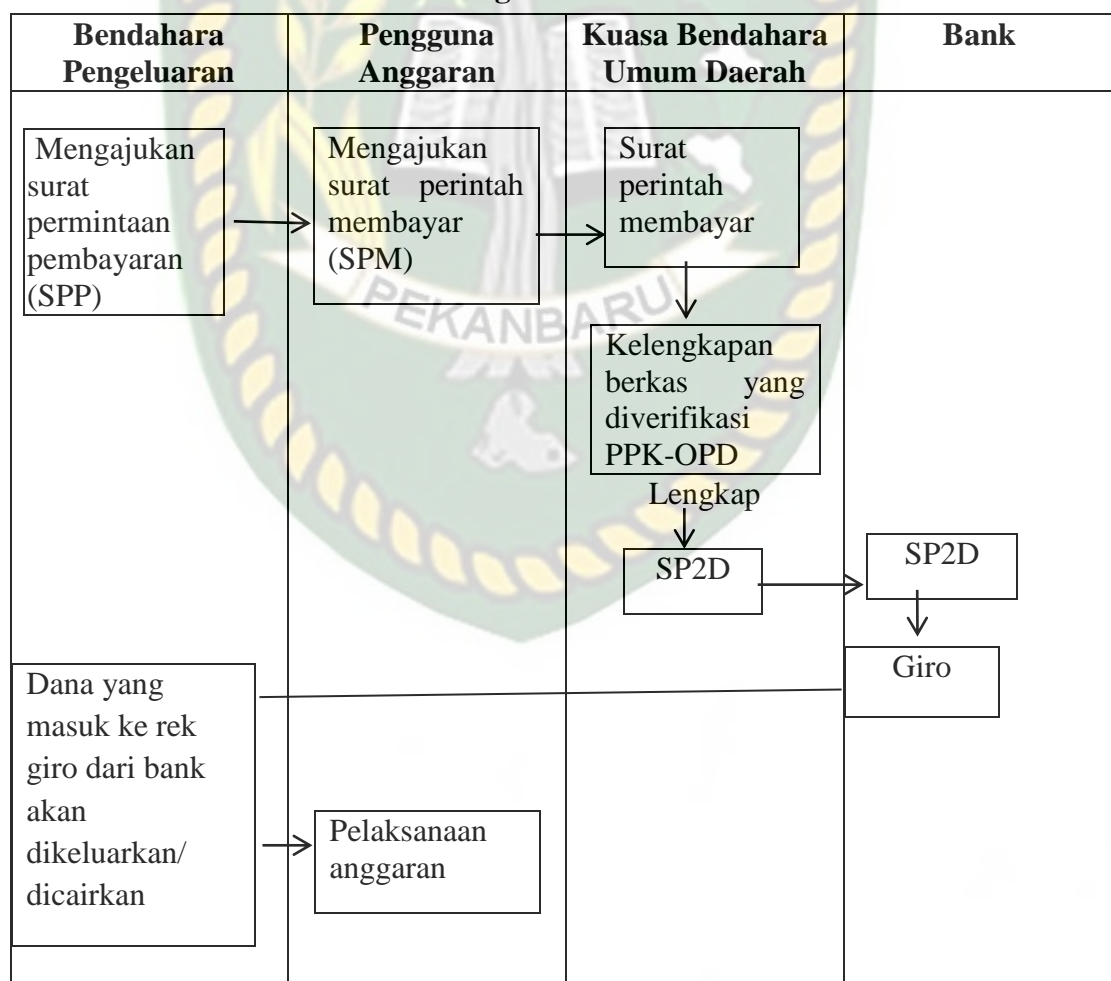 Bendahara
Pengeluaran
Pengguna
Anggaran
Kuasa Bendahara
Umum Daerah
Bank
Mengajukan
surat
permintaan
pembayaran
(SPP)
Mengajukan
surat perintah
membayar
(SPM)
Surat
perintah
membayar
PEKANBARU
Kelengkapan
berkas yang
diverifikasi
PPK-OPD
Lengkap
SP2D
SP2D
Giro
Dana yang
masuk ke rek
giro dari bank
akan
dikeluarkan/
dicairkan
Pelaksanaan
anggaran